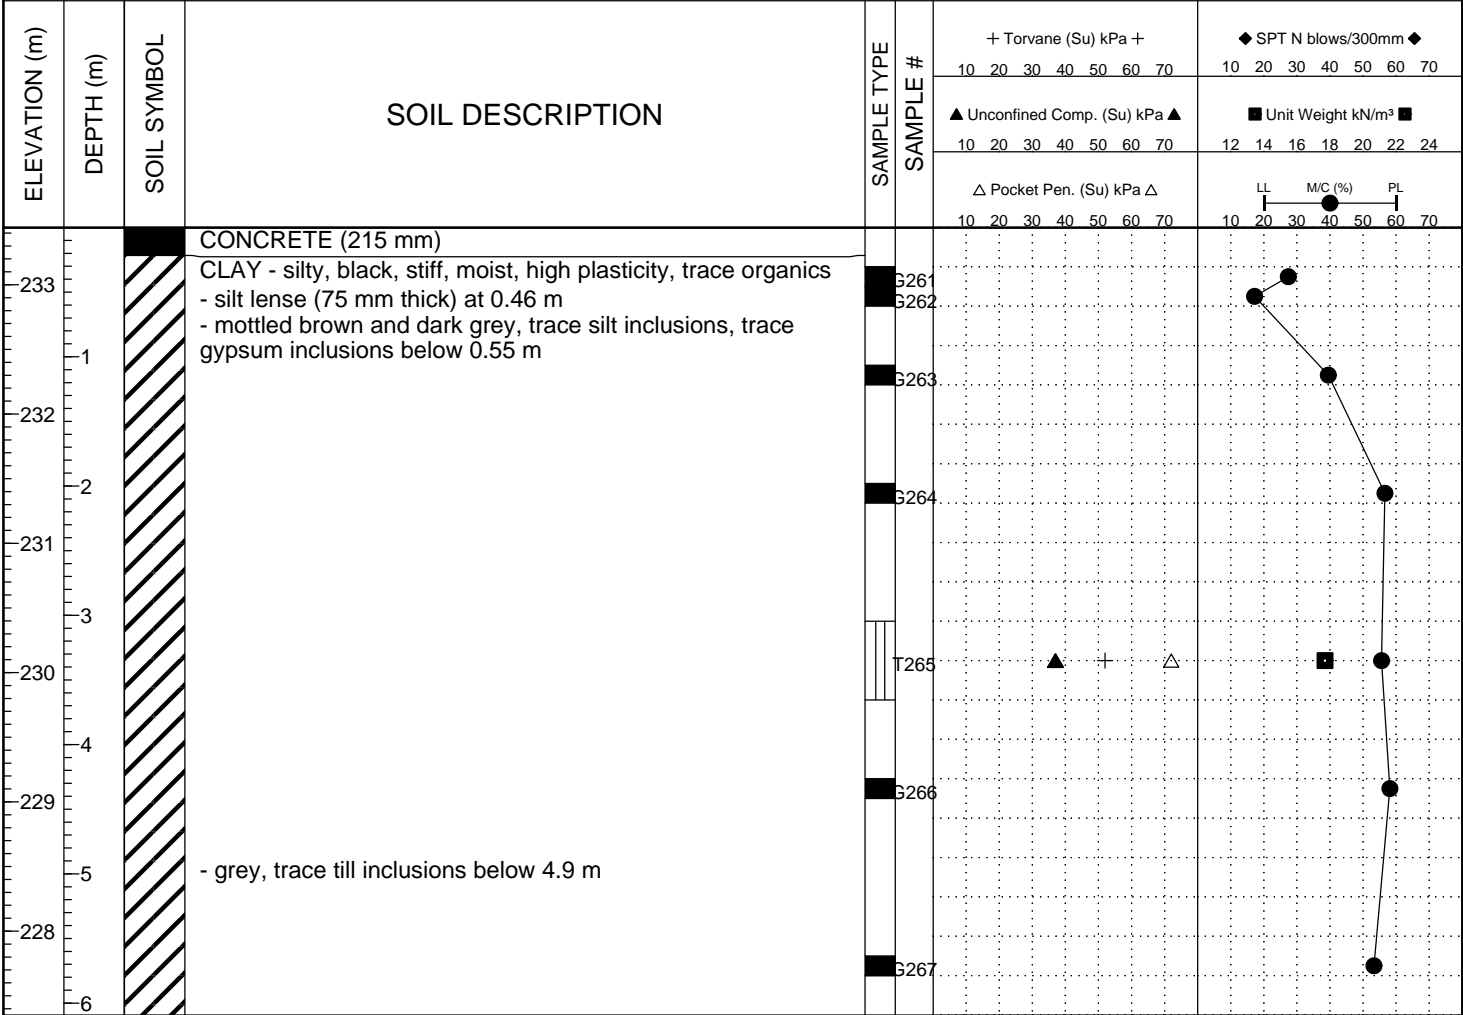 ELEVATION (m)
DEPTH (m)
SOIL SYMBOL
SOIL DESCRIPTION
SAMPLE TYPE
SAMPLE #
+ Torvane (Su) kPa +
10 20 30 40 50 60 70
▲ Unconfined Comp. (Su) kPa ▲
10 20 30 40 50 60 70
△ Pocket Pen. (Su) kPa △
10 20 30 40 50 60 70
◆ SPT N blows/300mm ◆
10 20 30 40 50 60 70
■ Unit Weight kN/m³ ■
12 14 16 18 20 22 24
LL M/C (%) PL
10 20 30 40 50 60 70
CONCRETE (215 mm)
CLAY - silty, black, stiff, moist, high plasticity, trace organics
- silt lense (75 mm thick) at 0.46 m
- mottled brown and dark grey, trace silt inclusions, trace
gypsum inclusions below 0.55 m
- grey, trace till inclusions below 4.9 m
233
232
231
230
229
228
1
2
3
4
5
6
G261
G262
G263
G264
T265
G266
G267